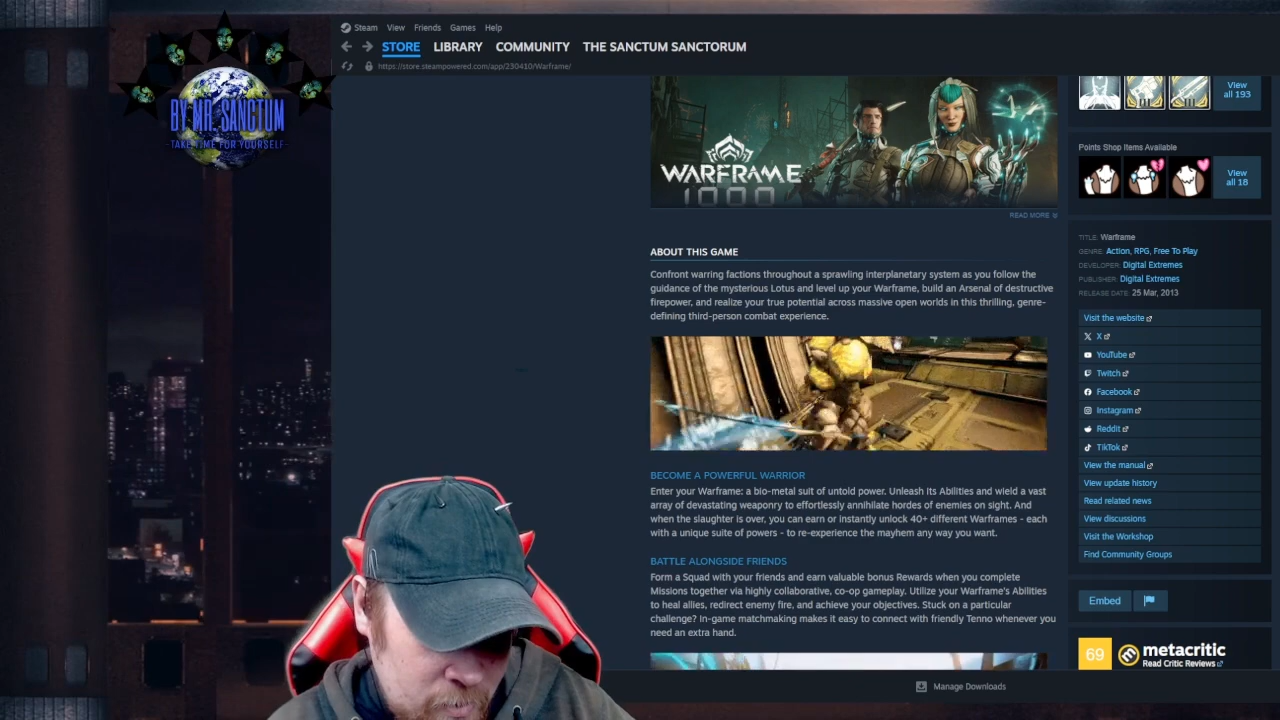 Steam View Friends Games Help
STORE LIBRARY COMMUNITY THE SANCTUM SANCTORUM
https://store.steampowered.com/app/230410/Warframe/
BY MR. SANCTUM
-TAKE TIME FOR YOURSELF-
WARFRAME
1000
READ MORE
ABOUT THIS GAME
Confront warring factions throughout a sprawling interplanetary system as you follow the
guidance of the mysterious Lotus and level up your Warframe, build an Arsenal of destructive
firepower, and realize your true potential across massive open worlds in this thrilling, genre-
defining third-person combat experience.
BECOME A POWERFUL WARRIOR
Enter your Warframe: a bio-metal suit of untold power. Unleash its Abilities and wield a vast
array of devastating weaponry to effortlessly annihilate hordes of enemies on sight. And
when the slaughter is over, you can earn or instantly unlock 40+ different Warframes - each
with a unique suite of powers - to re-experience the mayhem any way you want.
BATTLE ALONGSIDE FRIENDS
Form a Squad with your friends and earn valuable bonus Rewards when you complete
Missions together via highly collaborative, co-op gameplay. Utilize your Warframe's Abilities
to heal allies, redirect enemy fire, and achieve your objectives. Stuck on a particular
challenge? In-game matchmaking makes it easy to connect with friendly Tenno whenever you
need an extra hand.
View
all 193
Points Shop Items Available
View
all 18
TITLE: Warframe
GENRE: Action, RPG, Free To Play
DEVELOPER: Digital Extremes
PUBLISHER: Digital Extremes
RELEASE DATE: 25 Mar, 2013
Visit the website
X
YouTube
Twitch
Facebook
Instagram
Reddit
TikTok
View the manual
View update history
Read related news
View discussions
Visit the Workshop
Find Community Groups
Embed
69 metacritic
Read Critic Reviews
Manage Downloads